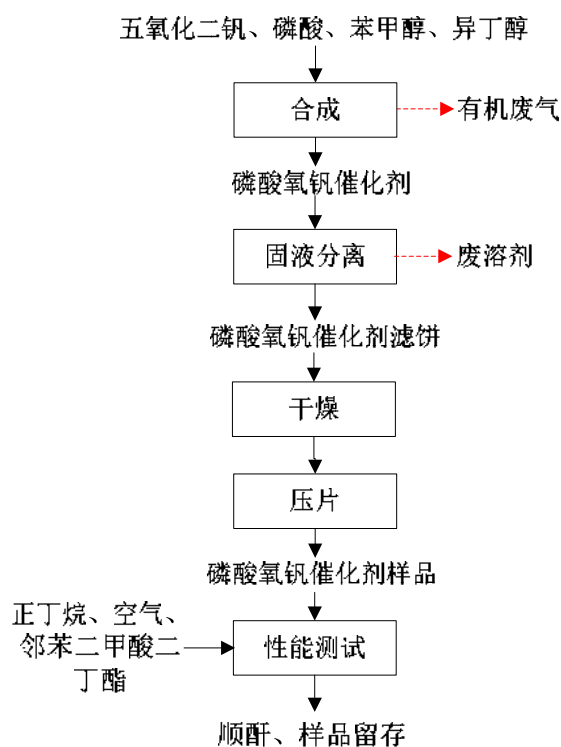 五氧化二钒、磷酸、苯甲醇、异丁醇
合成
有机废气
磷酸氧钒催化剂
固液分离
废溶剂
磷酸氧钒催化剂滤饼
干燥
压片
磷酸氧钒催化剂样品
正丁烷、空气、
邻苯二甲酸二
丁酯
性能测试
顺酐、样品留存